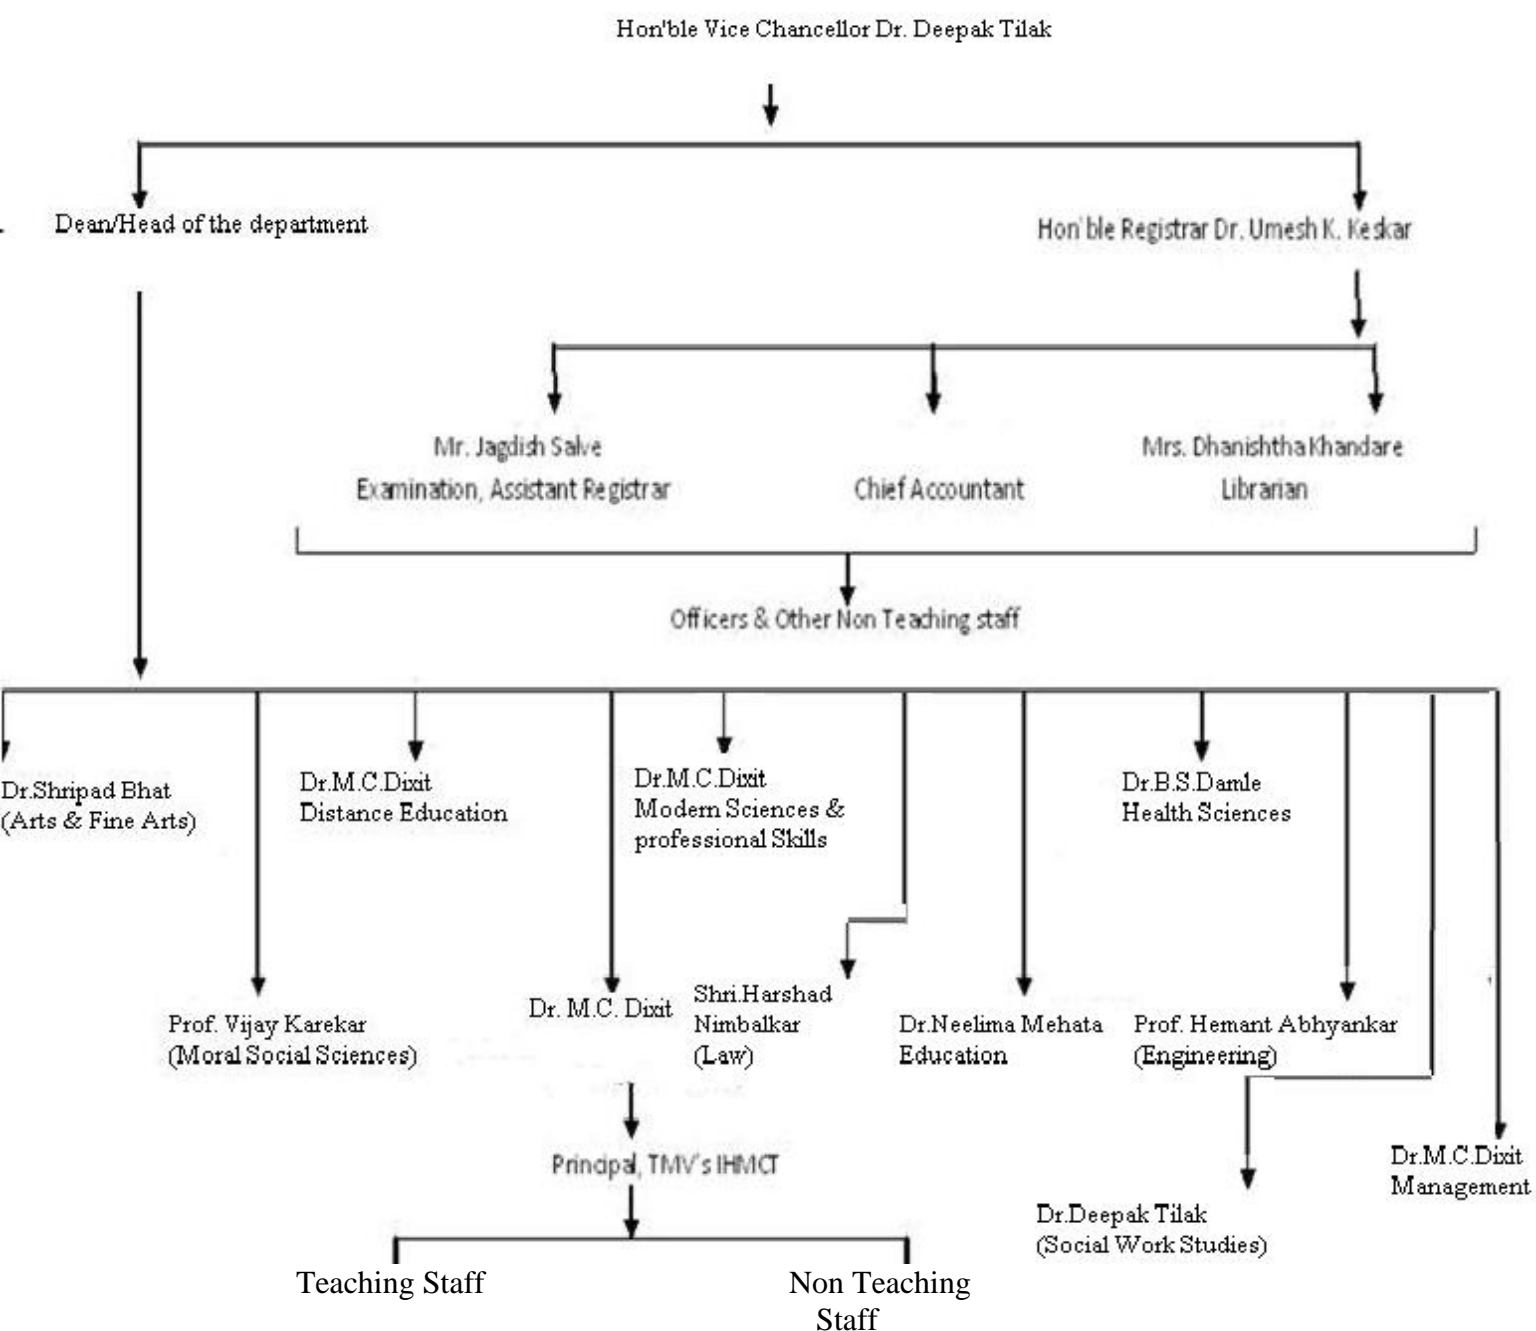 Hon'ble Vice Chancellor Dr. Deepak Tilak
. Dean/Head of the department
Hon'ble Registrar Dr. Umesh K. Keskar
Mr. Jagdish Salve
Examination, Assistant Registrar
Chief Accountant
Mrs. Dhanishtha Khandare
Librarian
Officers & Other Non Teaching staff
Dr.Shripad Bhat
(Arts & Fine Arts)
Dr.M.C.Dixit
Distance Education
Dr.M.C.Dixit
Modern Sciences &
professional Skills
Dr.B.S.Damle
Health Sciences
Prof. Vijay Karekar
(Moral Social Sciences)
Dr. M.C. Dixit
Shri.Harshad
Nimbalkar
(Law)
Dr.Neelima Mehata
Education
Prof. Hemant Abhyankar
(Engineering)
Principal, TMV's IHMCT
Dr.Deepak Tilak
(Social Work Studies)
Dr.M.C.Dixit
Management
Teaching Staff
Non Teaching
Staff